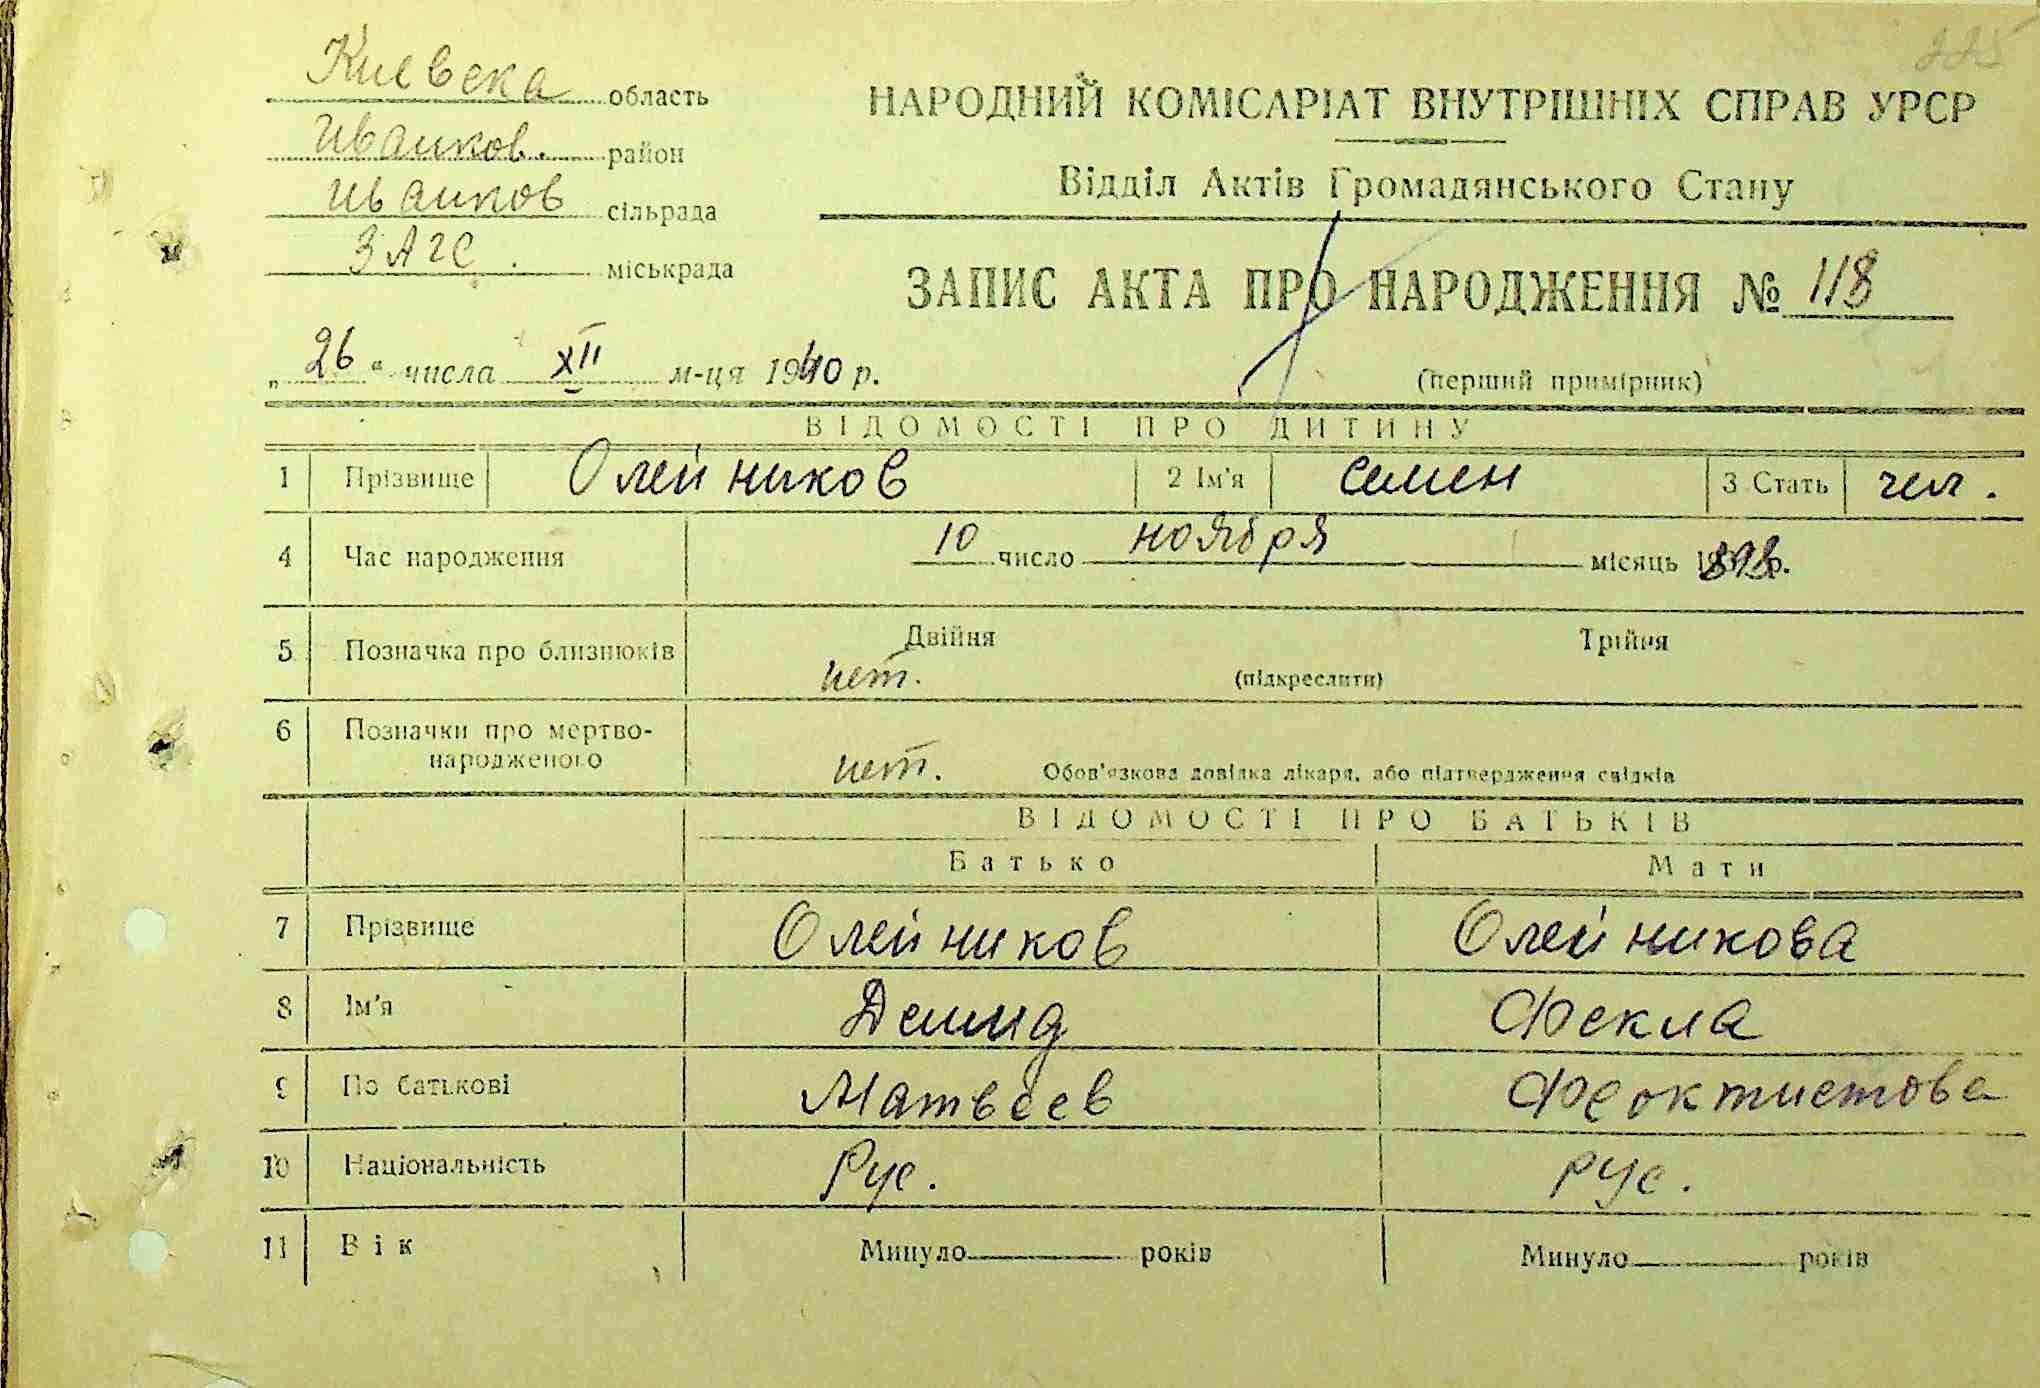 225
Киевска область
Иванков. район
Иванков сільрада
ЗАГС. міськрада
НАРОДНИЙ КОМІСАРІАТ ВНУТРІШНІХ СПРАВ УРСР
Відділ Актів Громадянського Стану
ЗАПИС АКТА ПРО НАРОДЖЕННЯ № 118
„26“ числа XII м-ця 1940 р.
(перший примірник)
ВІДОМОСТІ ПРО ДИТИНУ
1 Прізвище Олейников 2 Ім'я Семен 3 Стать чел.
4 Час народження 10 число ноября місяць 1898 р.
5 Позначка про близнюків Двійня Трійня
нет. (підкреслити)
6 Позначки про мертво-
народженого нет. Обов'язкова довідка лікаря, або підтвердження свідків
ВІДОМОСТІ ПРО БАТЬКІВ
Батько Мати
7 Прізвище Олейников Олейникова
8 Ім'я Демид Фекла
9 По батькові Матвеев Феоктистова
10 Національність Рус. Рус.
11 Вік Минуло років Минуло років